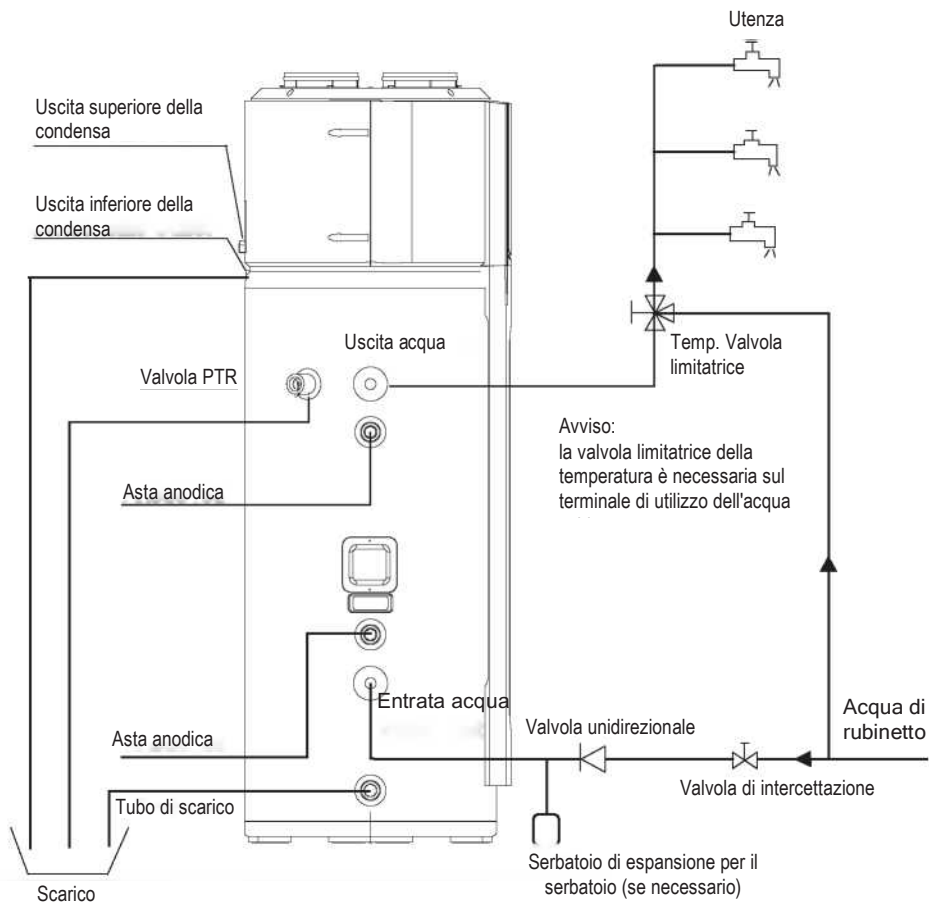 Utenza
Uscita superiore della
condensa
Uscita inferiore della
condensa
Uscita acqua
Temp. Valvola
limitatrice
Valvola PTR
Avviso:
la valvola limitatrice della
temperatura è necessaria sul
terminale di utilizzo dell'acqua
Asta anodica
Entrata acqua
Acqua di
rubinetto
Valvola unidirezionale
Asta anodica
Valvola di intercettazione
Tubo di scarico
Serbatoio di espansione per il
serbatoio (se necessario)
Scarico